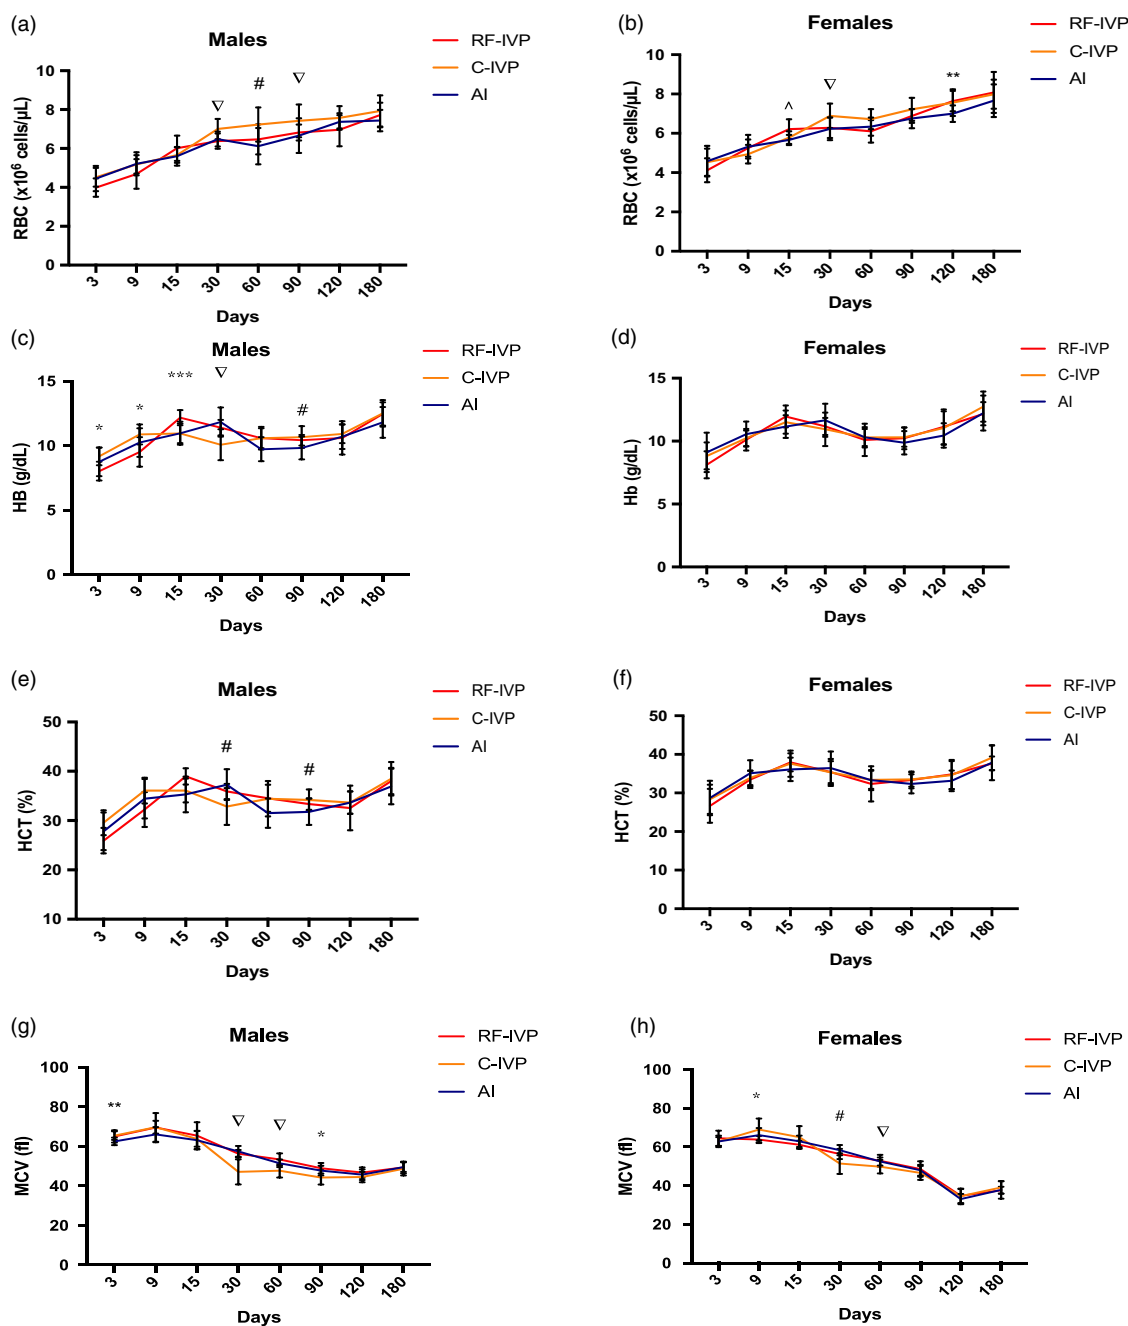 (a)
Males
RF-IVP
C-IVP
AI
RBC (x10⁶ cells/µL)
10
8
6
4
2
0
▽
#
▽
3
9
15
30
60
90
120
180
Days
(b)
Females
RF-IVP
C-IVP
AI
RBC (x10⁶ cells/µL)
10
8
6
4
2
0
^
▽
**
3
9
15
30
60
90
120
180
Days
(c)
Males
RF-IVP
C-IVP
AI
HB (g/dL)
15
10
5
0
*
*
***
▽
#
3
9
15
30
60
90
120
180
Days
(d)
Females
RF-IVP
C-IVP
AI
Hb (g/dL)
15
10
5
0
3
9
15
30
60
90
120
180
Days
(e)
Males
RF-IVP
C-IVP
AI
HCT (%)
50
40
30
20
10
#
#
3
9
15
30
60
90
120
180
Days
(f)
Females
RF-IVP
C-IVP
AI
HCT (%)
50
40
30
20
10
0
3
9
15
30
60
90
120
180
Days
(g)
Males
RF-IVP
C-IVP
AI
MCV (fl)
100
80
60
40
20
0
**
▽
▽
*
3
9
15
30
60
90
120
180
Days
(h)
Females
RF-IVP
C-IVP
AI
MCV (fl)
100
80
60
40
20
0
*
#
▽
3
9
15
30
60
90
120
180
Days